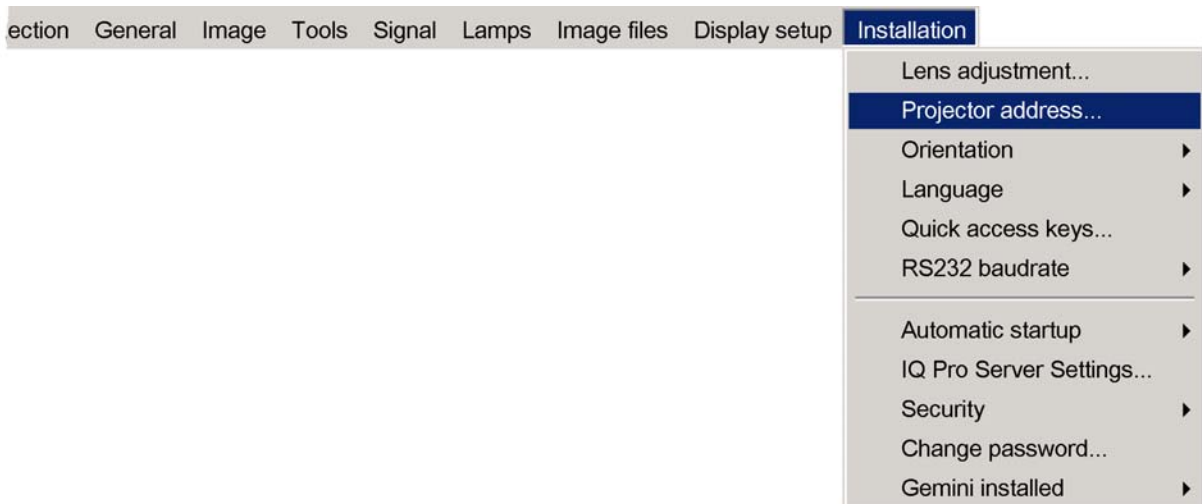 ection General Image Tools Signal Lamps Image files Display setup Installation
Lens adjustment...
Projector address...
Orientation
Language
Quick access keys...
RS232 baudrate
Automatic startup
IQ Pro Server Settings...
Security
Change password...
Gemini installed